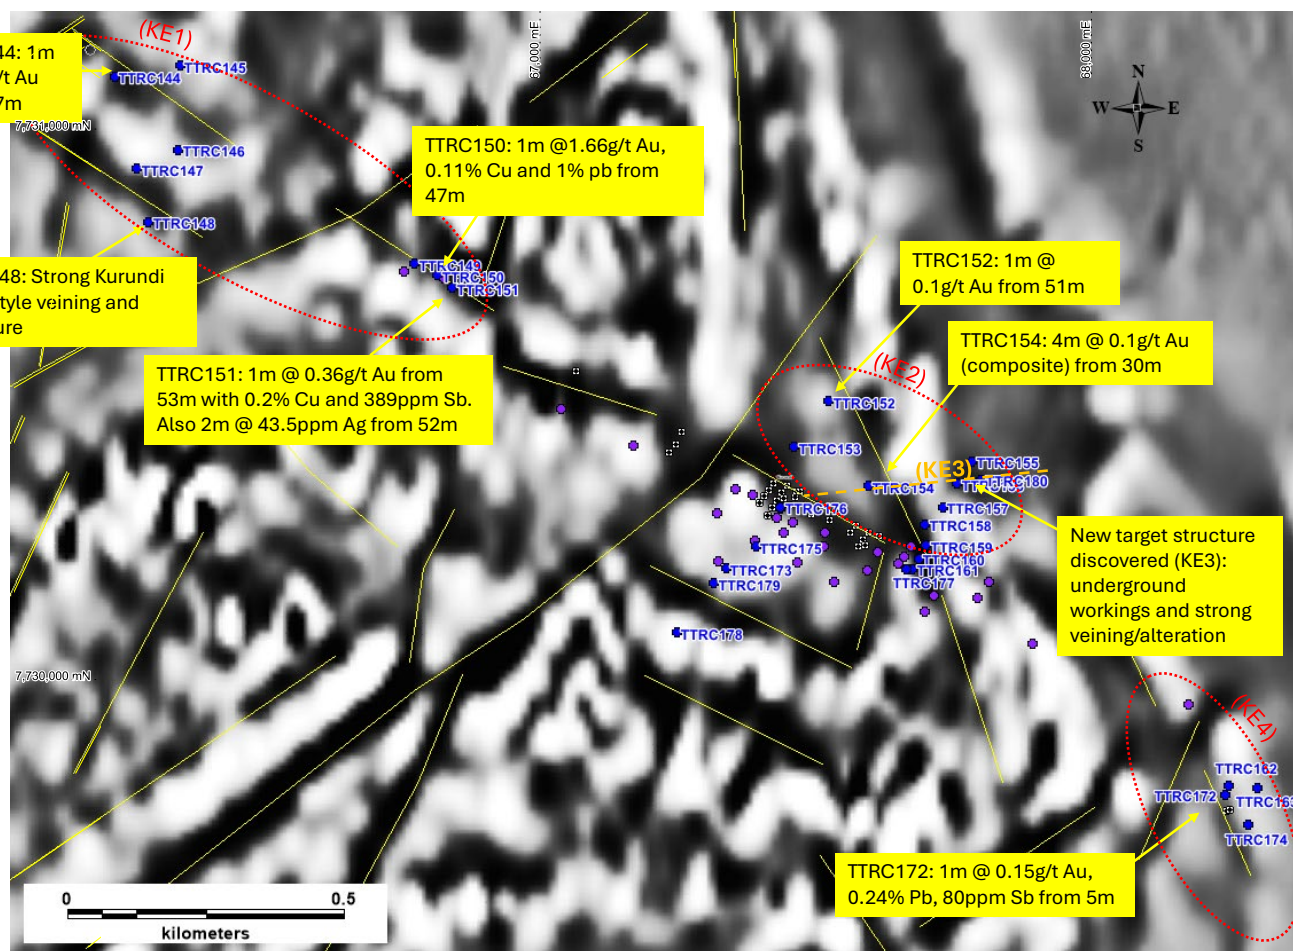 (KE1)
44: 1m
/t Au
7m
TTRC144
TTRC145
67,000 mE
68,000 mE
N
W E
S
7,731,000 mN
TTRC146
TTRC147
TTRC148
TTRC150: 1m @1.66g/t Au,
0.11% Cu and 1% pb from
47m
48: Strong Kurundi
tyle veining and
ure
TTRC149
TTRC150
TTRC151
TTRC152: 1m @
0.1g/t Au from 51m
TTRC154: 4m @ 0.1g/t Au
(composite) from 30m
TTRC151: 1m @ 0.36g/t Au from
53m with 0.2% Cu and 389ppm Sb.
Also 2m @ 43.5ppm Ag from 52m
(KE2)
TTRC152
TTRC153
(KE3)
TTRC155
TTRC154
TTRC180
TTRC176
TTRC157
TTRC158
TTRC175
TTRC159
TTRC160
TTRC173
TTRC161
TTRC179
TTRC177
New target structure
discovered (KE3):
underground
workings and strong
veining/alteration
TTRC178
7,730,000 mN
(KE4)
TTRC162
TTRC172
TTRC163
TTRC174
TTRC172: 1m @ 0.15g/t Au,
0.24% Pb, 80ppm Sb from 5m
0 0.5
kilometers